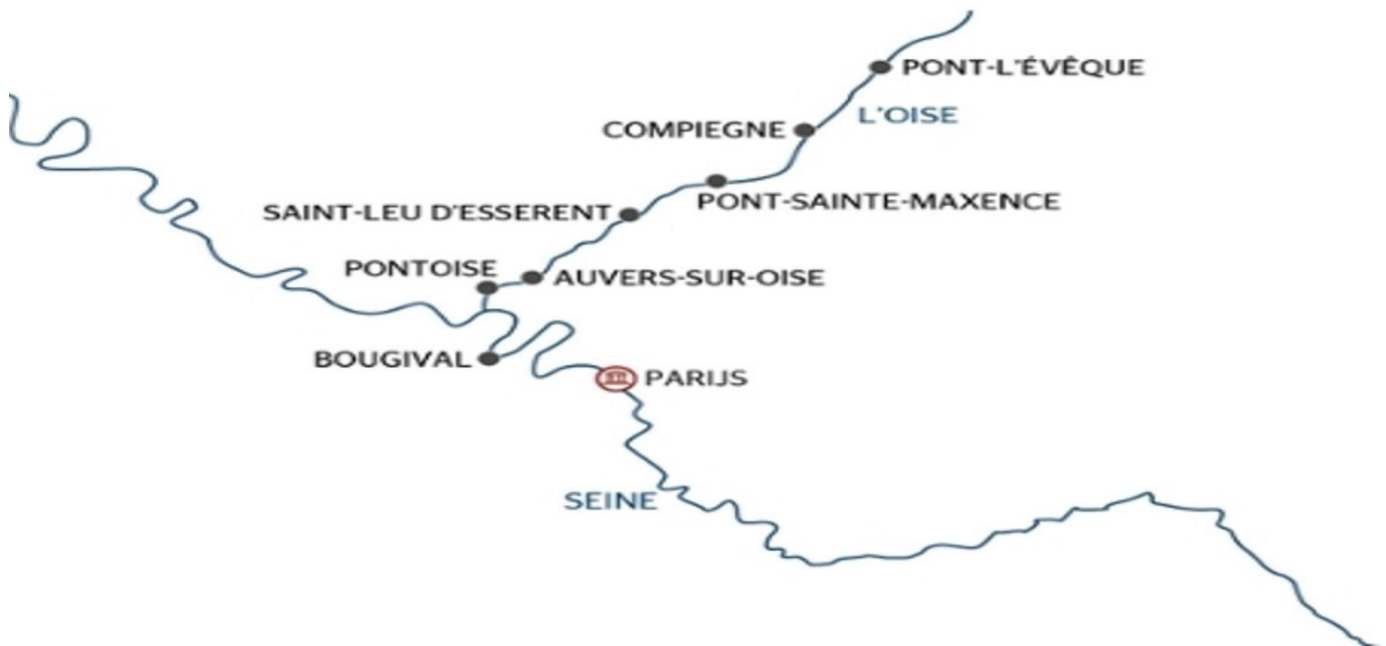 PONT-L'ÉVÊQUE
L'OISE
COMPIEGNE
PONT-SAINTE-MAXENCE
SAINT-LEU D'ESSERENT
PONTOISE
AUVERS-SUR-OISE
BOUGIVAL
PARIJS
SEINE